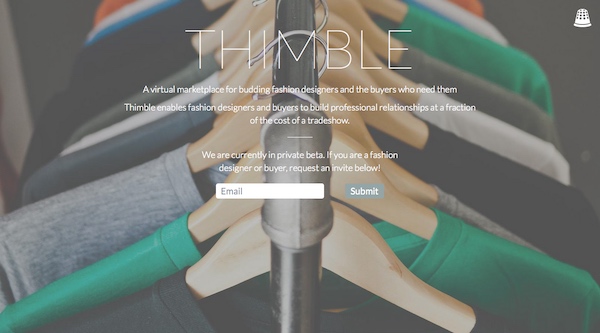 THIMBLE
A virtual marketplace for budding fashion designers and the buyers who need them
Thimble enables fashion designers and buyers to build professional relationships at a fraction
of the cost of a tradeshow.
We are currently in private beta. If you are a fashion
designer or buyer, request an invite below!
Email
Submit